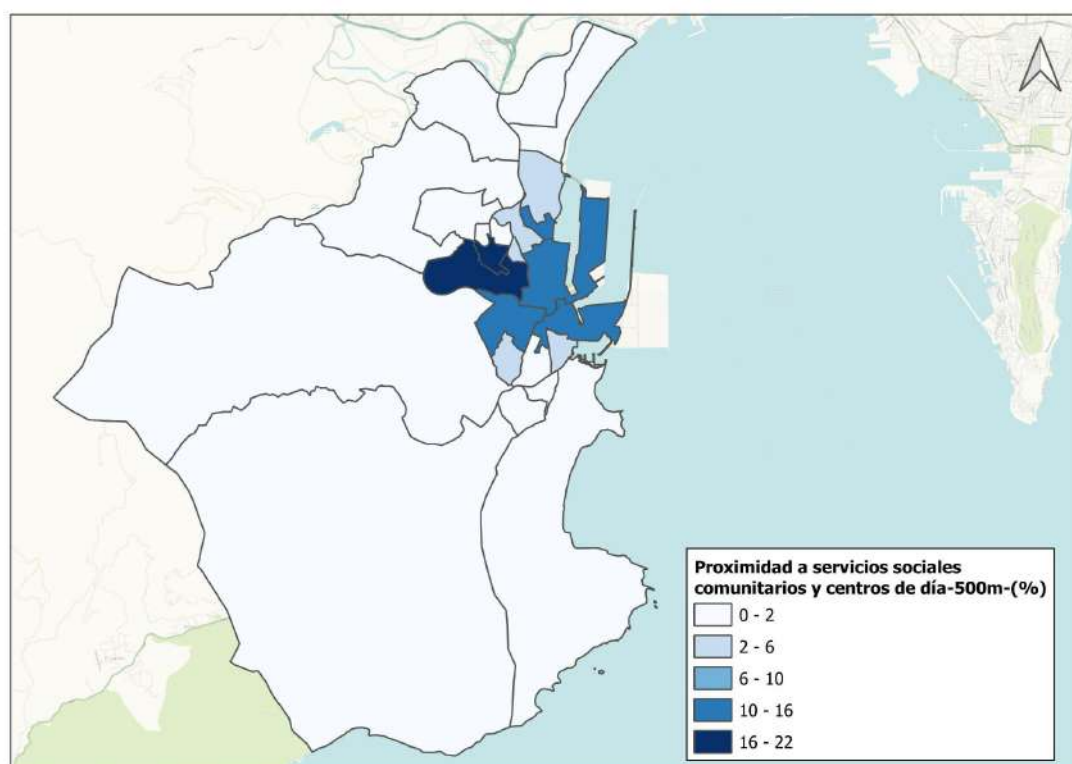 Proximidad a servicios sociales
comunitarios y centros de día-500m-(%)
0 - 2
2 - 6
6 - 10
10 - 16
16 - 22